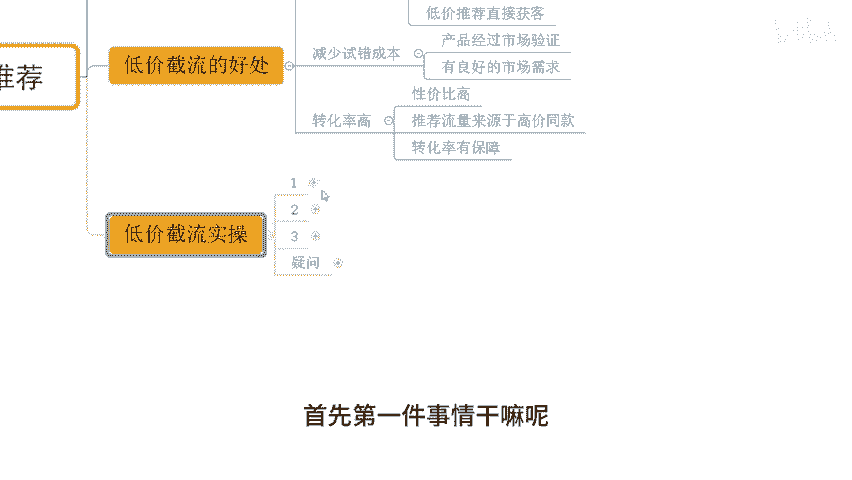 低价推荐直接获客
产品经过市场验证
减少试错成本
低价截流的好处
有良好的市场需求
推荐
性价比高
转化率高
推荐流量来源于高价同款
转化率有保障
1
2
低价截流实操
3
疑问
首先第一件事情干嘛呢